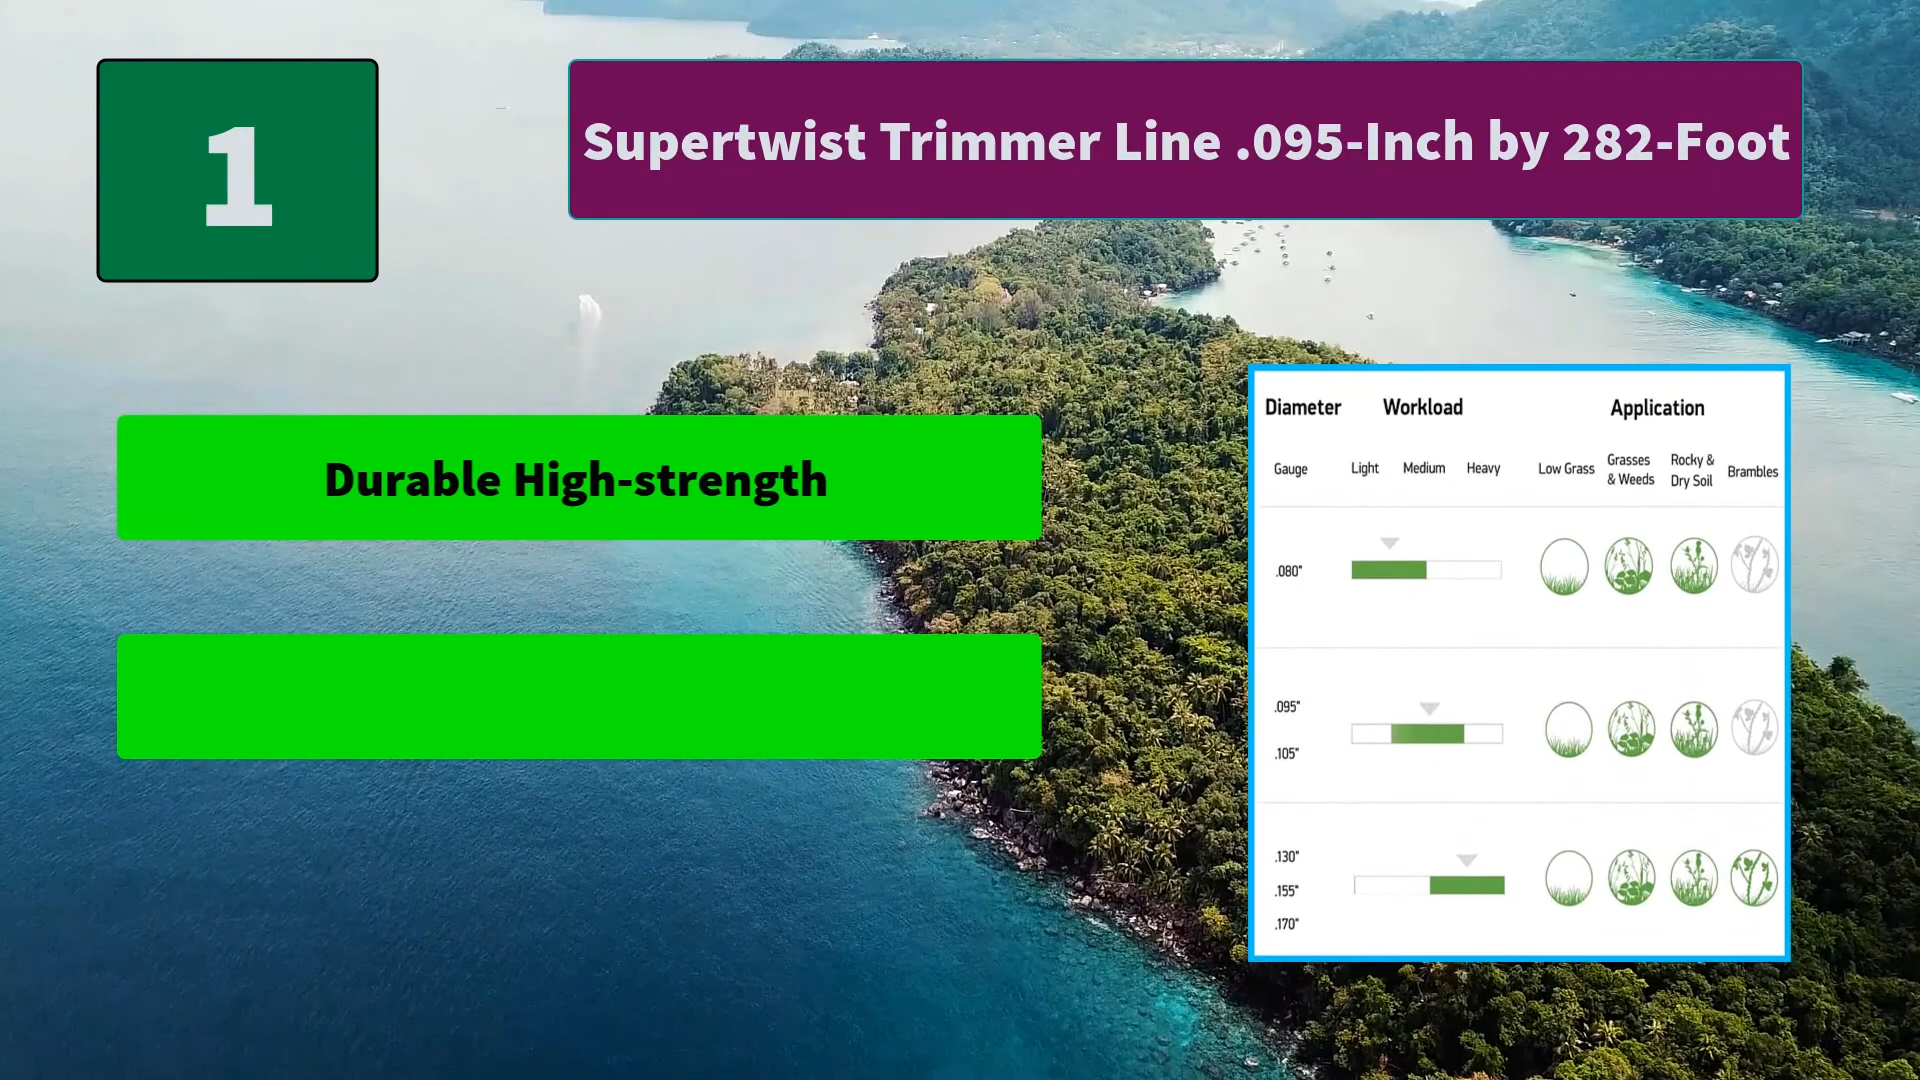 1
Supertwist Trimmer Line .095-Inch by 282-Foot
Durable High-strength
Diameter Workload Application
Gauge Light Medium Heavy Low Grass Grasses & Weeds Rocky & Dry Soil Brambles
.080"
.095"
.105"
.130"
.155"
.170"